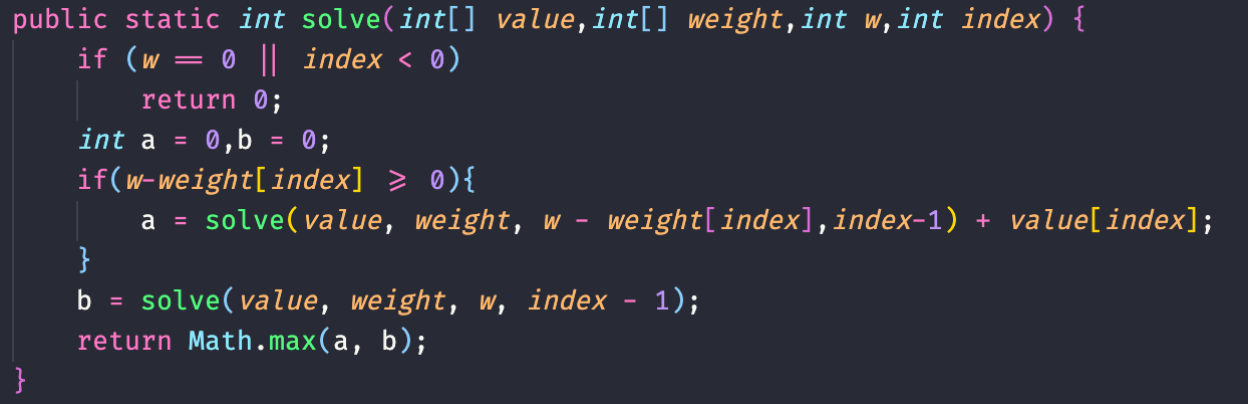 public static int solve(int[] value,int[] weight,int w,int index) {
if (w == 0 || index < 0)
return 0;
int a = 0,b = 0;
if(w-weight[index] >= 0){
a = solve(value, weight, w - weight[index],index-1) + value[index];
}
b = solve(value, weight, w, index - 1);
return Math.max(a, b);
}